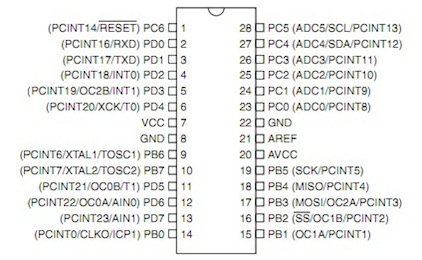 (PCINT14/RESET) PC6 1 28 PC5 (ADC5/SCL/PCINT13)
(PCINT16/RXD) PD0 2 27 PC4 (ADC4/SDA/PCINT12)
(PCINT17/TXD) PD1 3 26 PC3 (ADC3/PCINT11)
(PCINT18/INT0) PD2 4 25 PC2 (ADC2/PCINT10)
(PCINT19/OC2B/INT1) PD3 5 24 PC1 (ADC1/PCINT9)
(PCINT20/XCK/T0) PD4 6 23 PC0 (ADC0/PCINT8)
VCC 7 22 GND
GND 8 21 AREF
(PCINT6/XTAL1/TOSC1) PB6 9 20 AVCC
(PCINT7/XTAL2/TOSC2) PB7 10 19 PB5 (SCK/PCINT5)
(PCINT21/OC0B/T1) PD5 11 18 PB4 (MISO/PCINT4)
(PCINT22/OC0A/AIN0) PD6 12 17 PB3 (MOSI/OC2A/PCINT3)
(PCINT23/AIN1) PD7 13 16 PB2 (SS/OC1B/PCINT2)
(PCINT0/CLKO/ICP1) PB0 14 15 PB1 (OC1A/PCINT1)